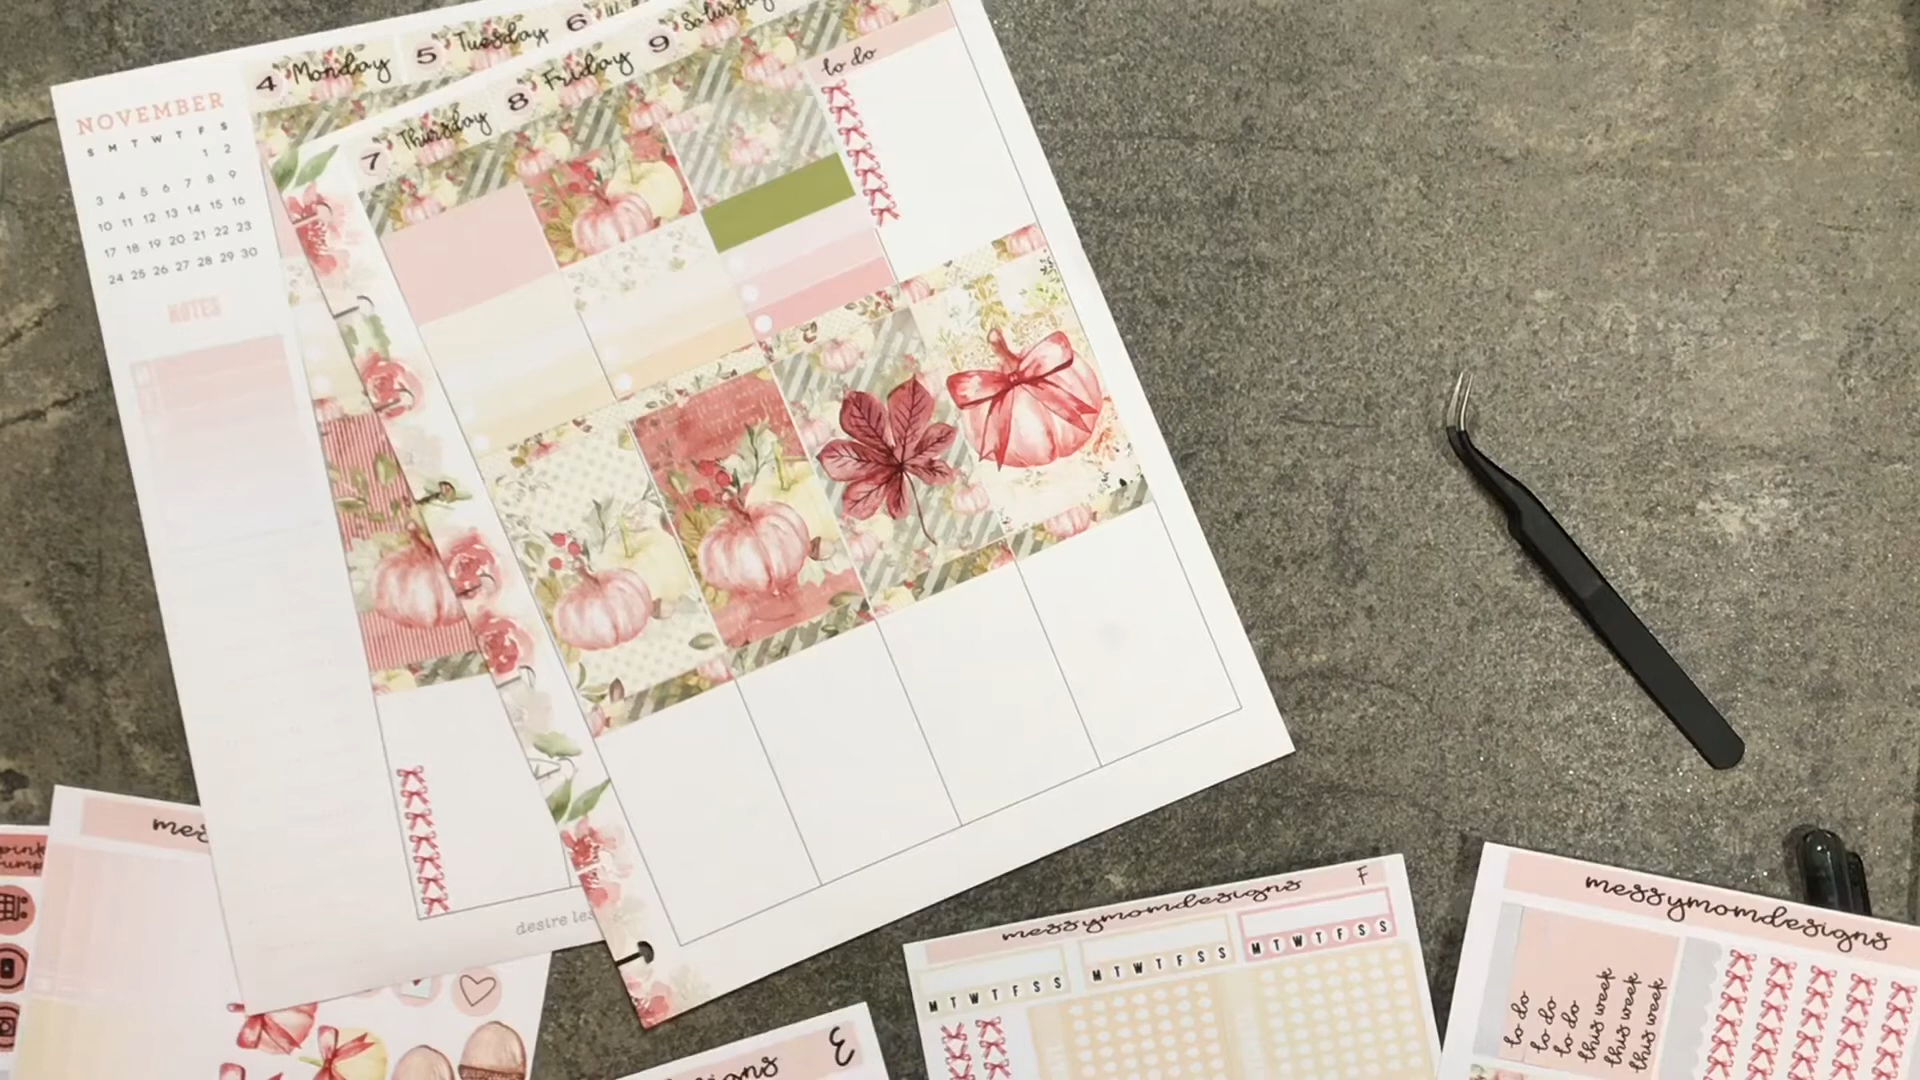 4 Monday
5 Tuesday
6
7 Thursday
8 Friday
9 Saturday
to do
NOVEMBER
S M T W T F S
1 2
3 4 5 6 7 8 9
10 11 12 13 14 15 16
17 18 19 20 21 22 23
24 25 26 27 28 29 30
NOTES
desire les
pink
mes
messymomdesigns F
M T W T F S S
M T W T F S S
M T W T F S S
messymomdesigns
to do
to do
to do
this week
this week
this week
signs E